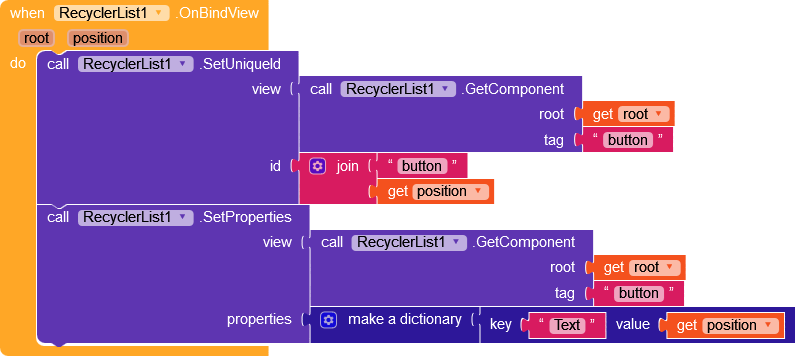 when RecyclerList1 .OnBindView
root position
do call RecyclerList1 .SetUniqueId
view call RecyclerList1 .GetComponent
root get root
tag “ button ”
id join “ button ”
get position
call RecyclerList1 .SetProperties
view call RecyclerList1 .GetComponent
root get root
tag “ button ”
properties make a dictionary key “ Text ” value get position